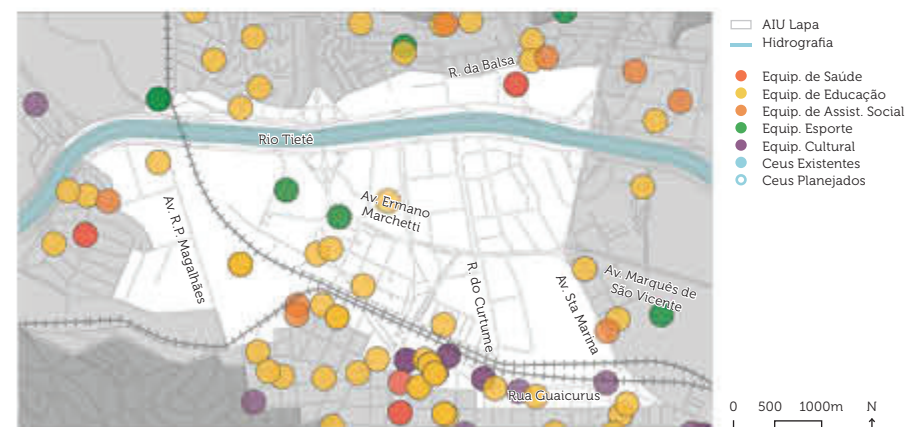 R. da Balsa
Rio Tietê
Av. Ermano
Marchetti
Av. R.P. Magalhães
R. do Curtume
Av. Sta Marina
Av. Marquês de
São Vicente
Rua Guaicurus
AIU Lapa
Hidrografia
Equip. de Saúde
Equip. de Educação
Equip. de Assist. Social
Equip. Esporte
Equip. Cultural
Ceus Existentes
Ceus Planejados
0 500 1000m N